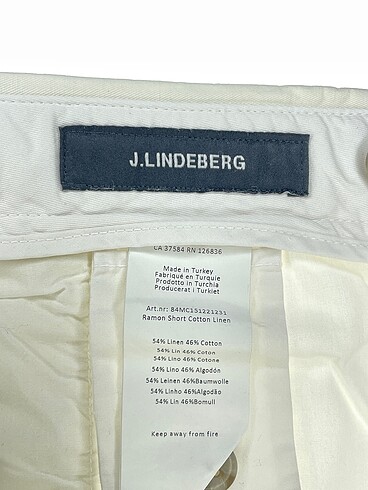 J.LINDEBERG
CA 37584 RN 126836
Made in Turkey
Fabriqué en Turquie
Prodotto in Turchia
Producerat i Turkiet
Art.nr: 84MC151221231
Ramon Short Cotton Linen
54% Linen 46% Cotton
54% Lin 46% Coton
54% Lino 46% Cotone
54% Lino 46% Algodón
54% Leinen 46%Baumwolle
54% Linho 46%Algodão
54% Lin 46%Bomull
Keep away from fire